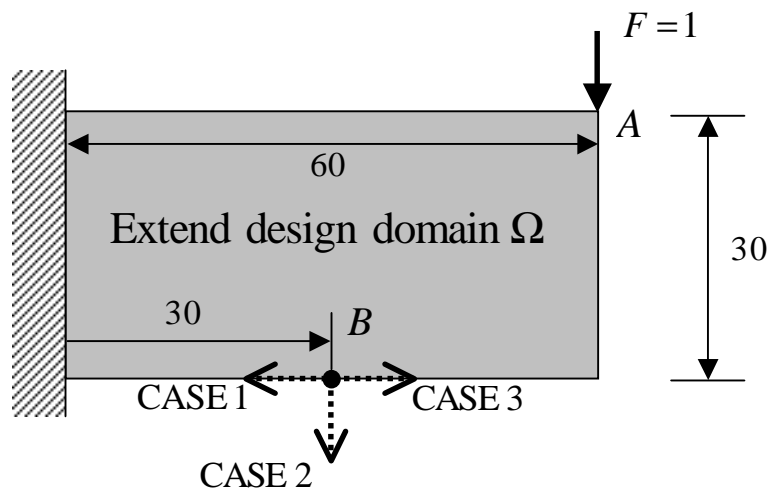 F = 1
A
60
Extend design domain Ω
30
30
B
CASE 1
CASE 3
CASE 2